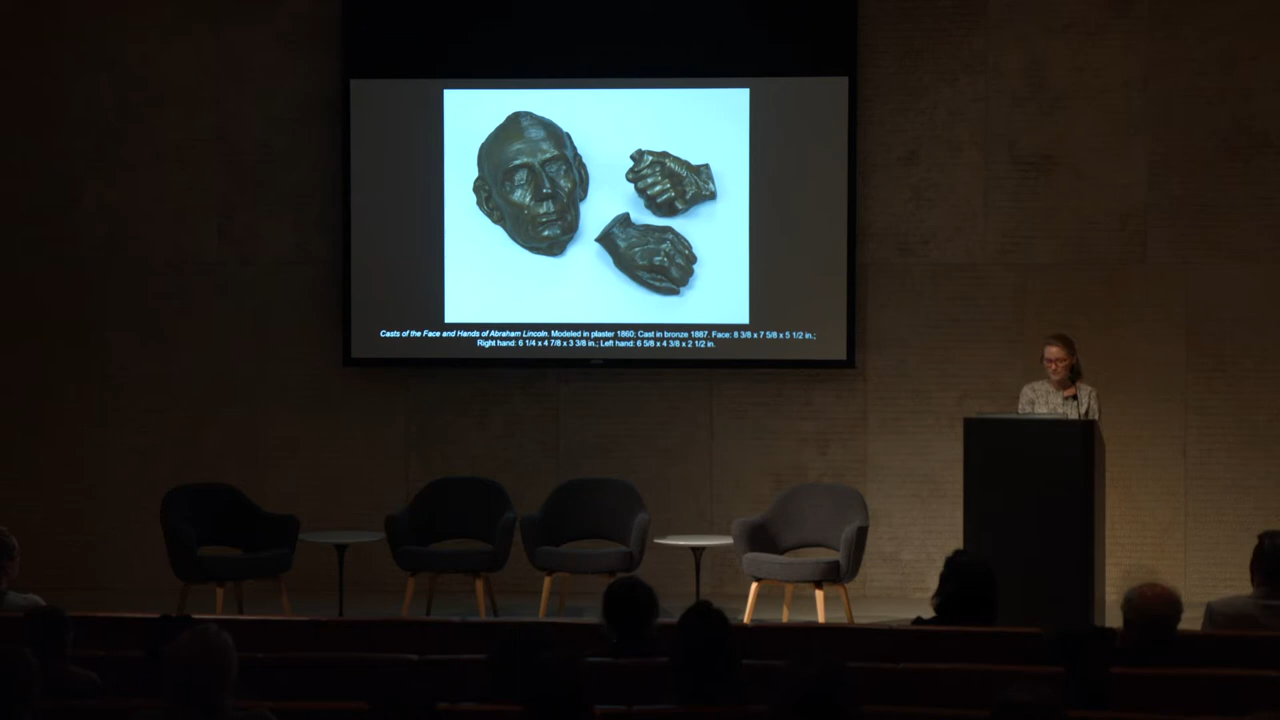 Casts of the Face and Hands of Abraham Lincoln. Modeled in plaster 1860; Cast in bronze 1887. Face: 8 3/8 x 7 5/8 x 5 1/2 in.;
Right hand: 6 1/4 x 4 7/8 x 3 3/8 in.; Left hand: 6 5/8 x 4 3/8 x 2 1/2 in.